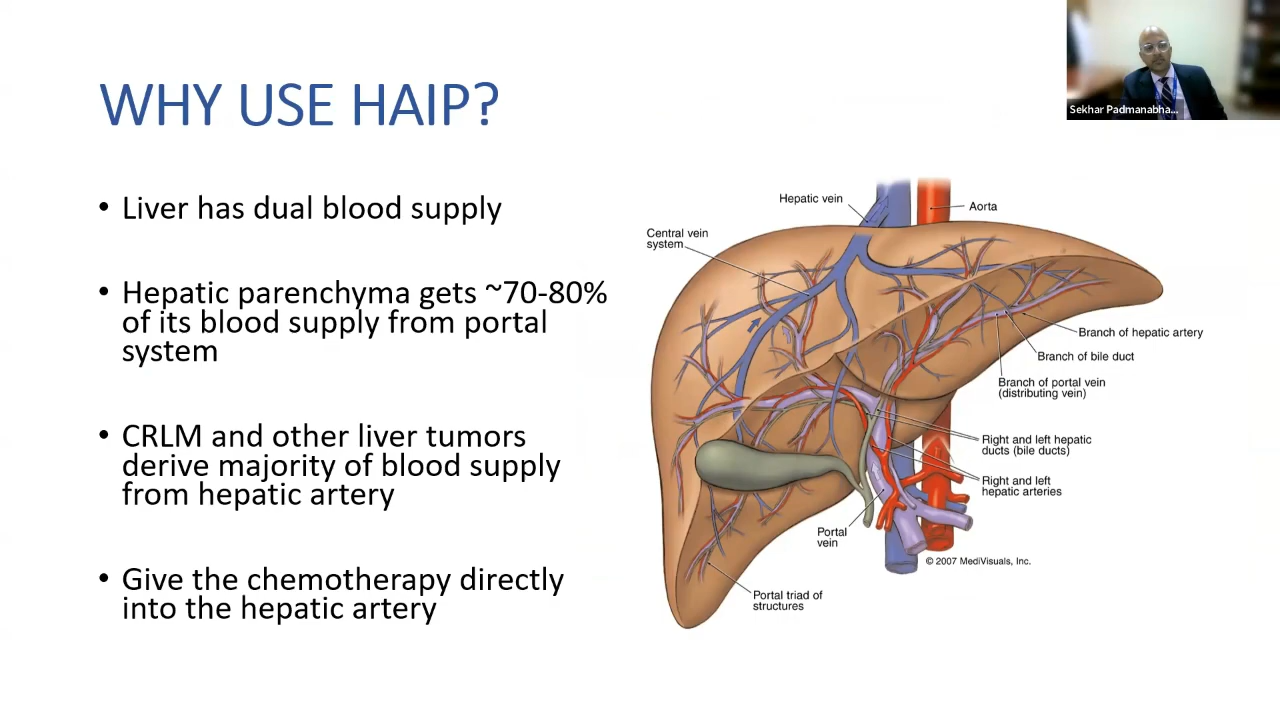 WHY USE HAIP?
Sekhar Padmanabha...
• Liver has dual blood supply
• Hepatic parenchyma gets ~70-80%
of its blood supply from portal
system
• CRLM and other liver tumors
derive majority of blood supply
from hepatic artery
• Give the chemotherapy directly
into the hepatic artery
Hepatic vein
Aorta
Central vein
system
Branch of hepatic artery
Branch of bile duct
Branch of portal vein
(distributing vein)
Right and left hepatic
ducts (bile ducts)
Right and left
hepatic arteries
Portal
vein
© 2007 MediVisuals, Inc.
Portal triad of
structures